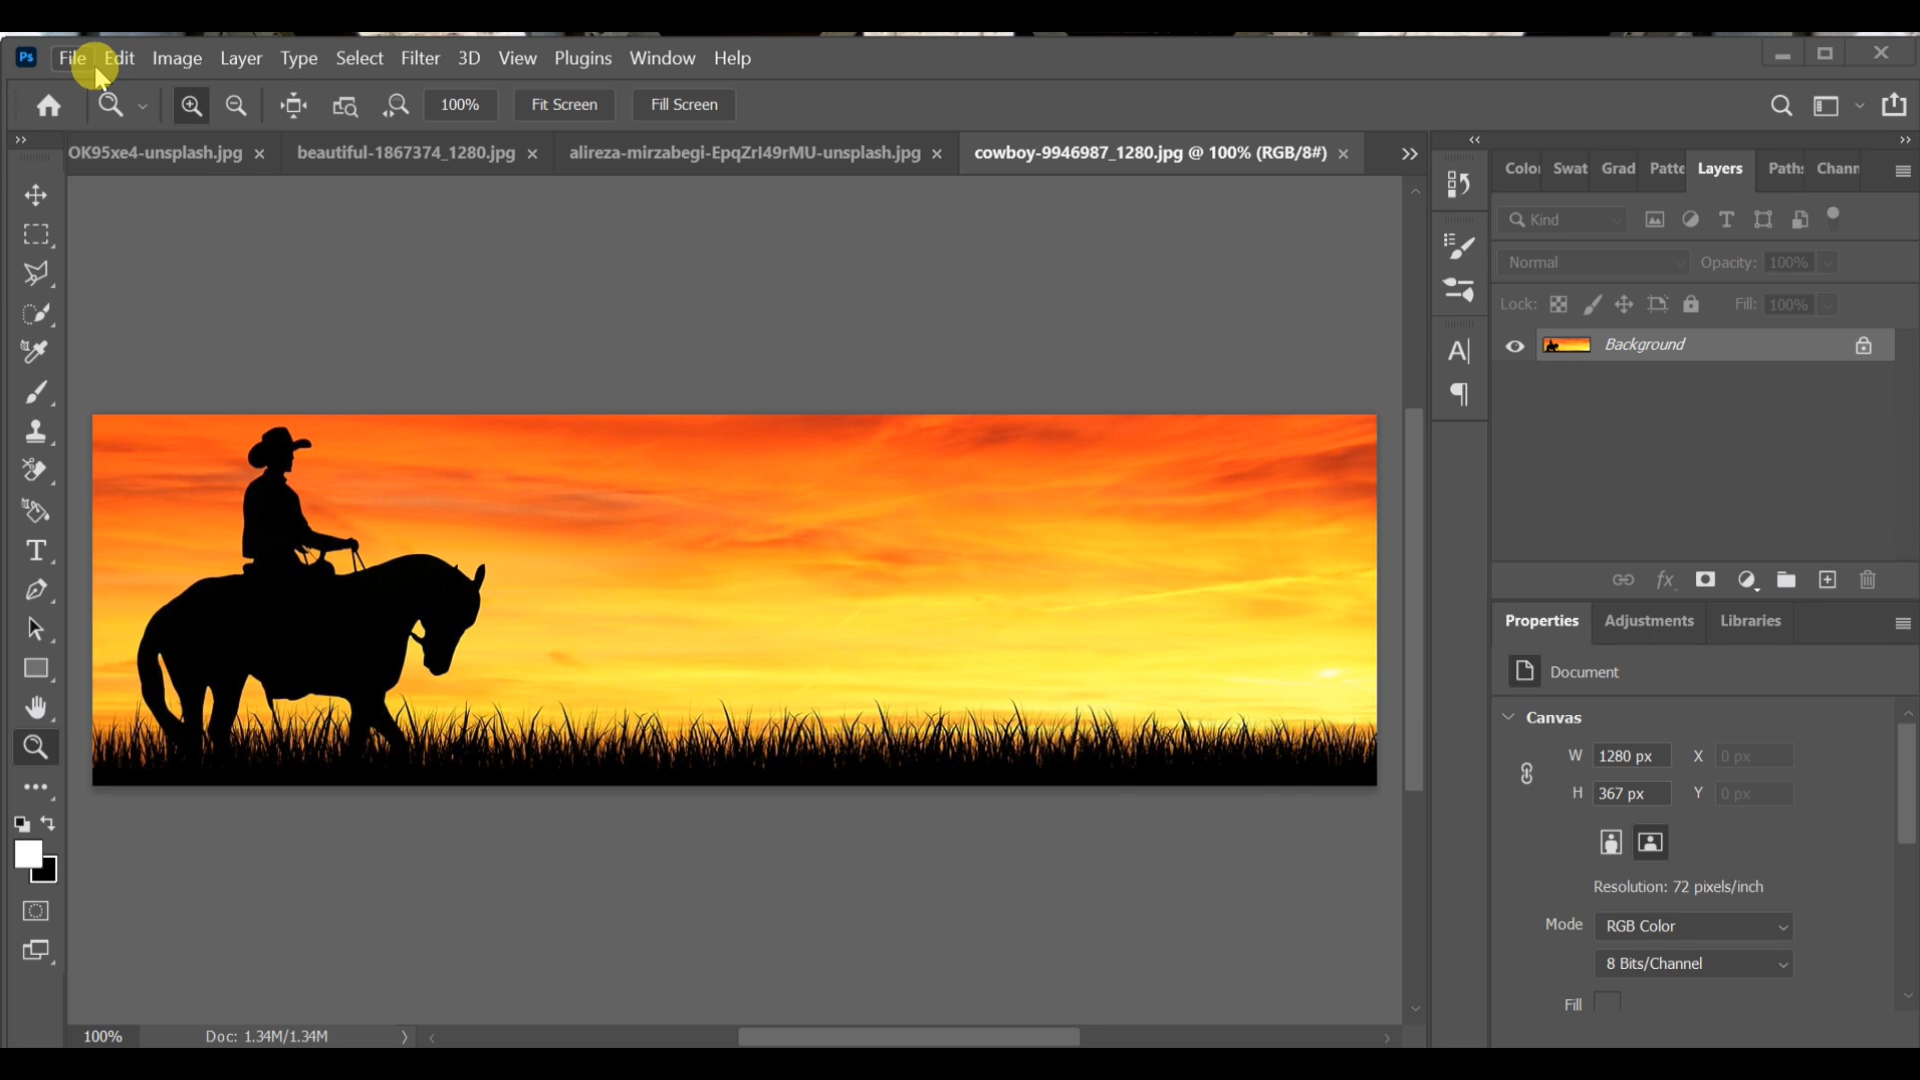 Ps File Edit Image Layer Type Select Filter 3D View Plugins Window Help
100% Fit Screen Fill Screen
OK95xe4-unsplash.jpg × beautiful-1867374_1280.jpg × alireza-mirzabegi-EpqZrI49rMU-unsplash.jpg × cowboy-9946987_1280.jpg @ 100% (RGB/8#) ×
Color Swat Grad Patte Layers Paths Chann
Kind
Normal Opacity: 100%
Lock: Fill: 100%
Background
Properties Adjustments Libraries
Document
Canvas
W 1280 px X 0 px
H 367 px Y 0 px
Resolution: 72 pixels/inch
Mode RGB Color
8 Bits/Channel
Fill
100% Doc: 1.34M/1.34M